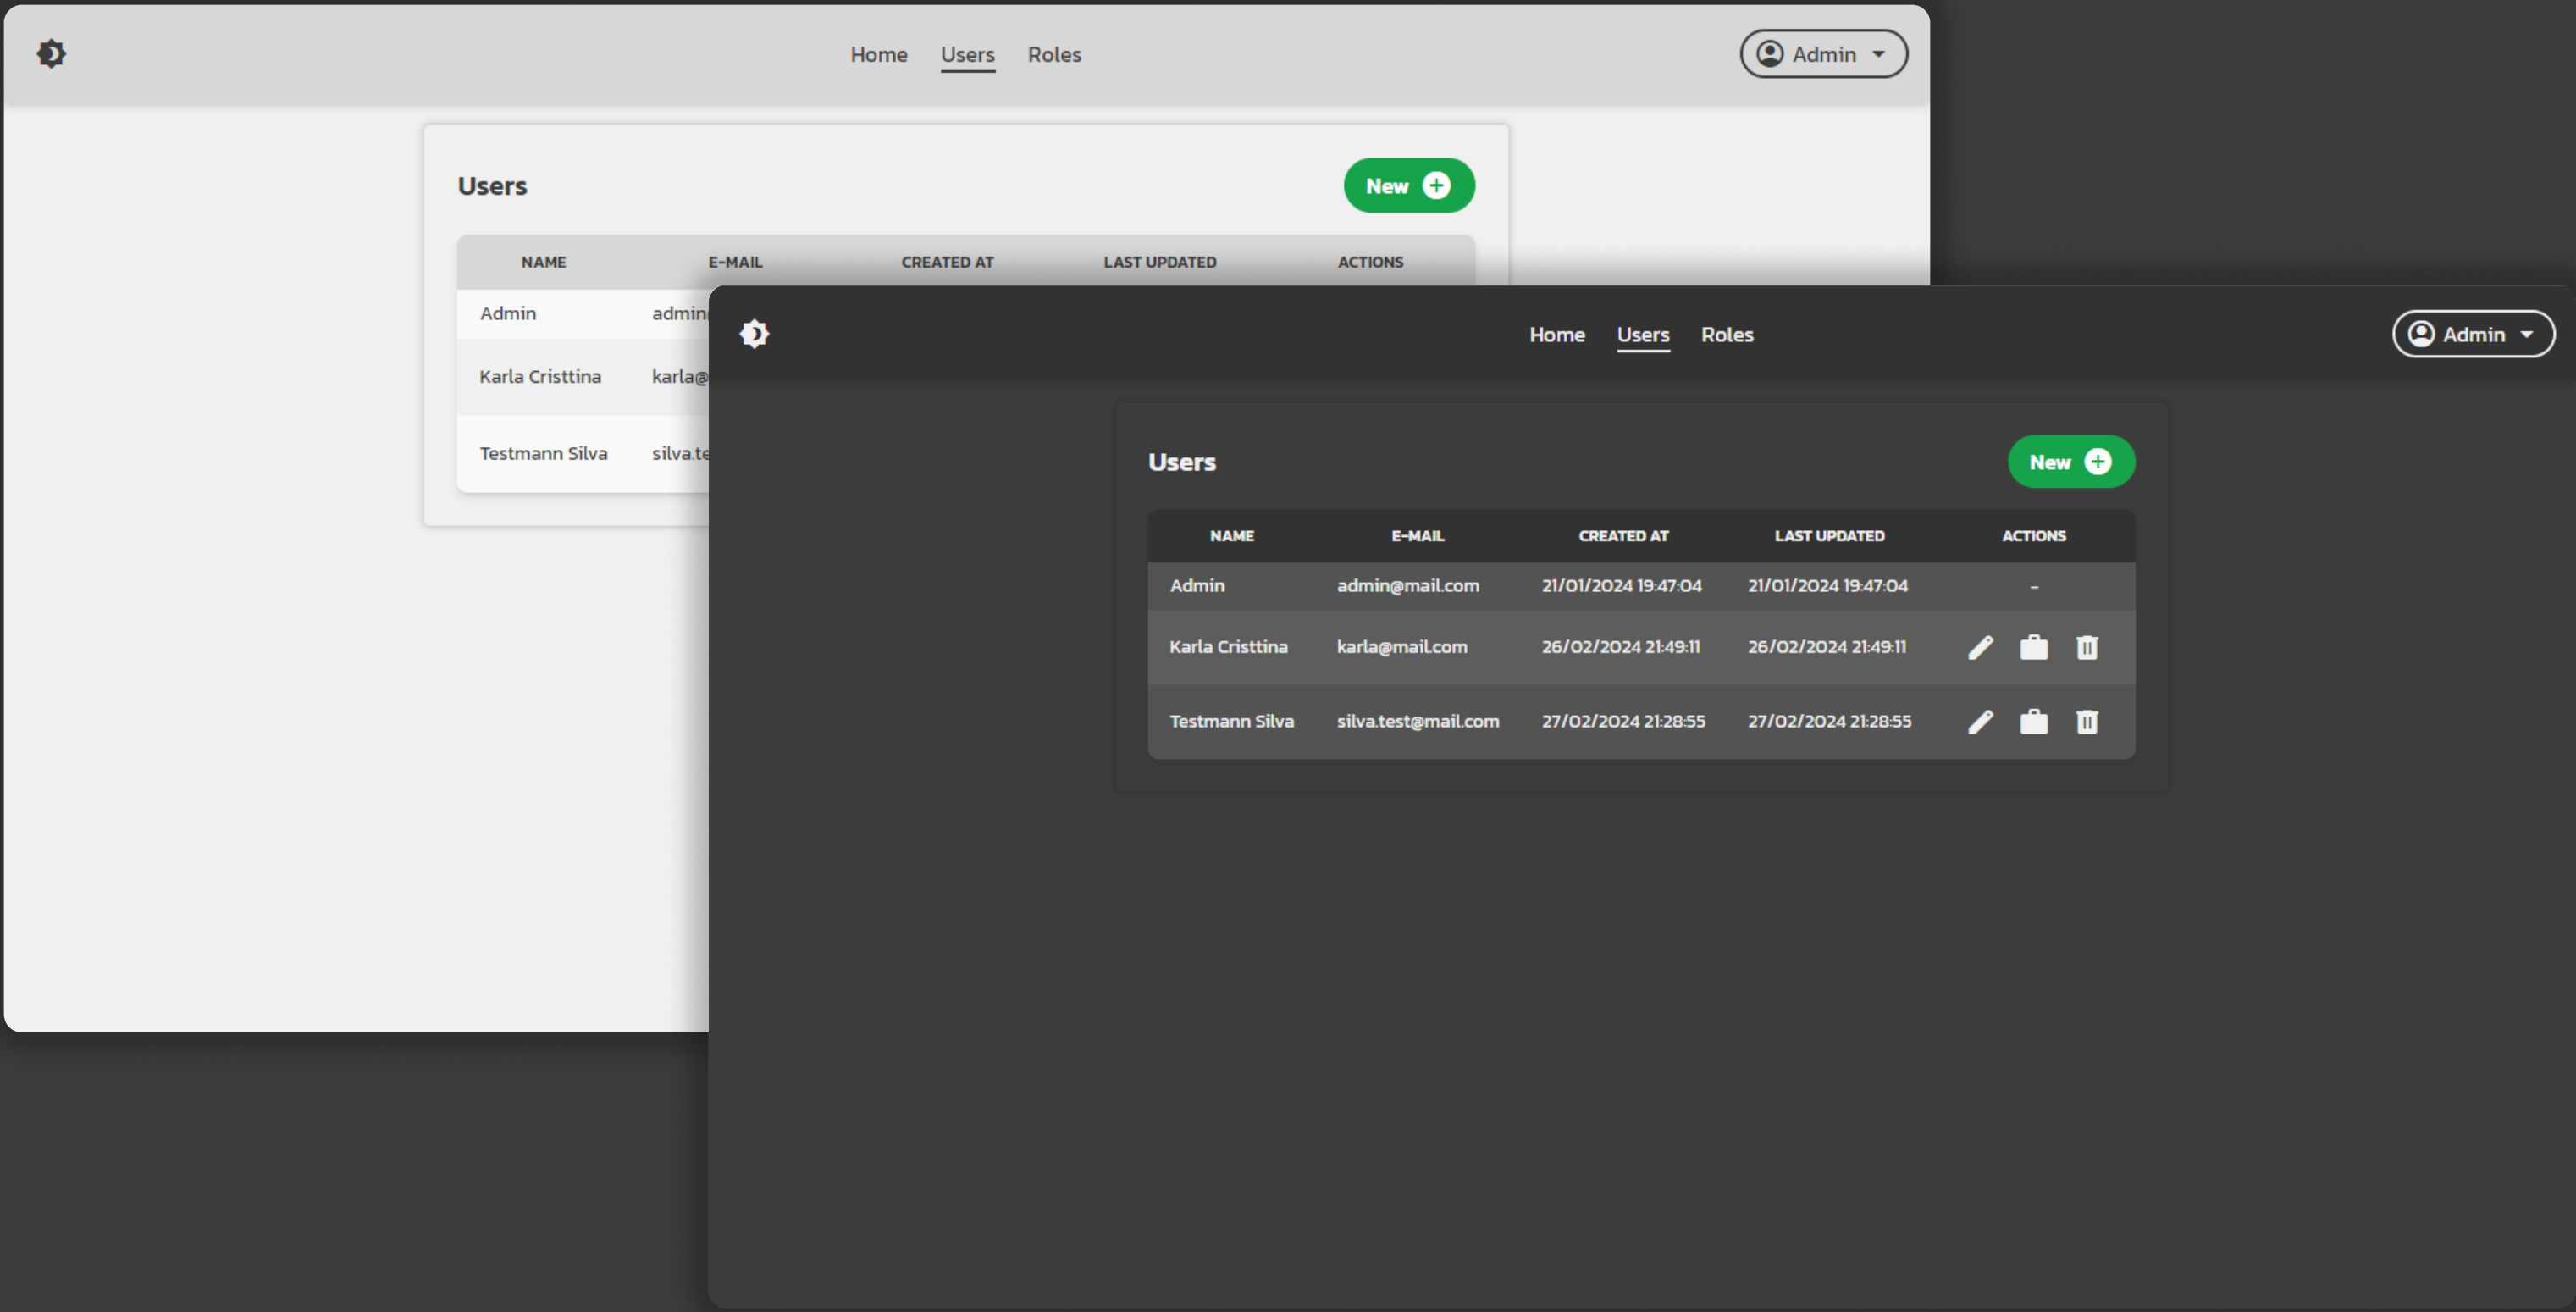 Home Users Roles Admin
Users New
NAME E-MAIL CREATED AT LAST UPDATED ACTIONS
Admin admin
Karla Cristtina karla@
Testmann Silva silva.te
Home Users Roles Admin
Users New
NAME E-MAIL CREATED AT LAST UPDATED ACTIONS
Admin admin@mail.com 21/01/2024 19:47:04 21/01/2024 19:47:04 -
Karla Cristtina karla@mail.com 26/02/2024 21:49:11 26/02/2024 21:49:11
Testmann Silva silva.test@mail.com 27/02/2024 21:28:55 27/02/2024 21:28:55